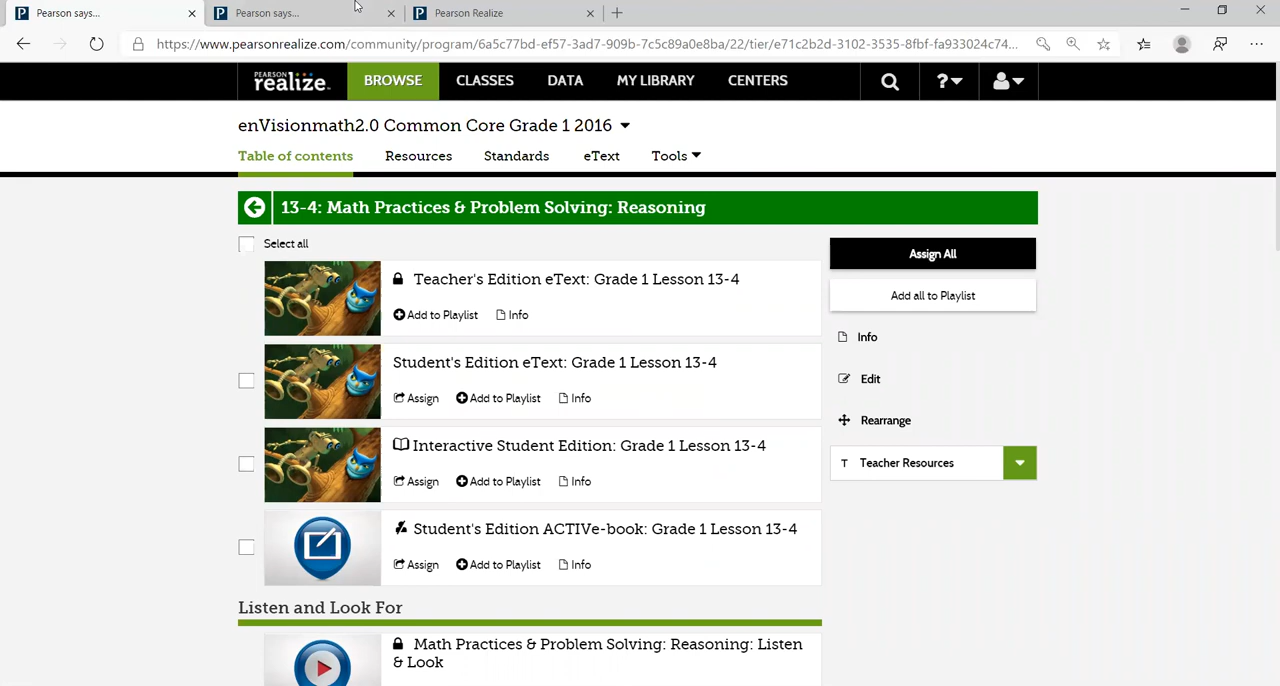 Pearson says...
Pearson says...
Pearson Realize
https://www.pearsonrealize.com/community/program/6a5c77bd-ef57-3ad7-909b-7c5c89a0e8ba/22/tier/e71c2b2d-3102-3535-8fbf-fa933024c74...
PEARSON
realize™ BROWSE CLASSES DATA MY LIBRARY CENTERS ?
enVisionmath2.0 Common Core Grade 1 2016
Table of contents Resources Standards eText Tools
13-4: Math Practices & Problem Solving: Reasoning
Select all
Assign All
Teacher's Edition eText: Grade 1 Lesson 13-4
Add all to Playlist
Add to Playlist Info
Info
Student's Edition eText: Grade 1 Lesson 13-4
Edit
Assign Add to Playlist Info
Rearrange
Interactive Student Edition: Grade 1 Lesson 13-4
T Teacher Resources
Assign Add to Playlist Info
Student's Edition ACTIVe-book: Grade 1 Lesson 13-4
Assign Add to Playlist Info
Listen and Look For
Math Practices & Problem Solving: Reasoning: Listen
& Look